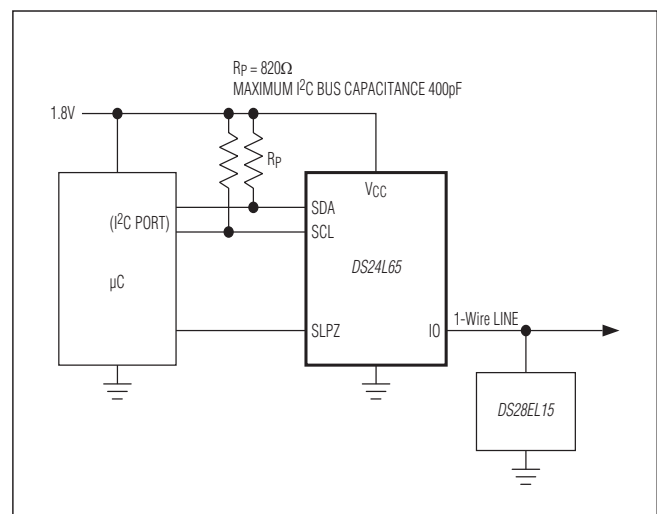 RP = 820Ω
MAXIMUM I2C BUS CAPACITANCE 400pF
1.8V
RP
VCC
(I2C PORT)
SDA
SCL
µC
DS24L65
SLPZ
IO
1-Wire LINE
DS28EL15